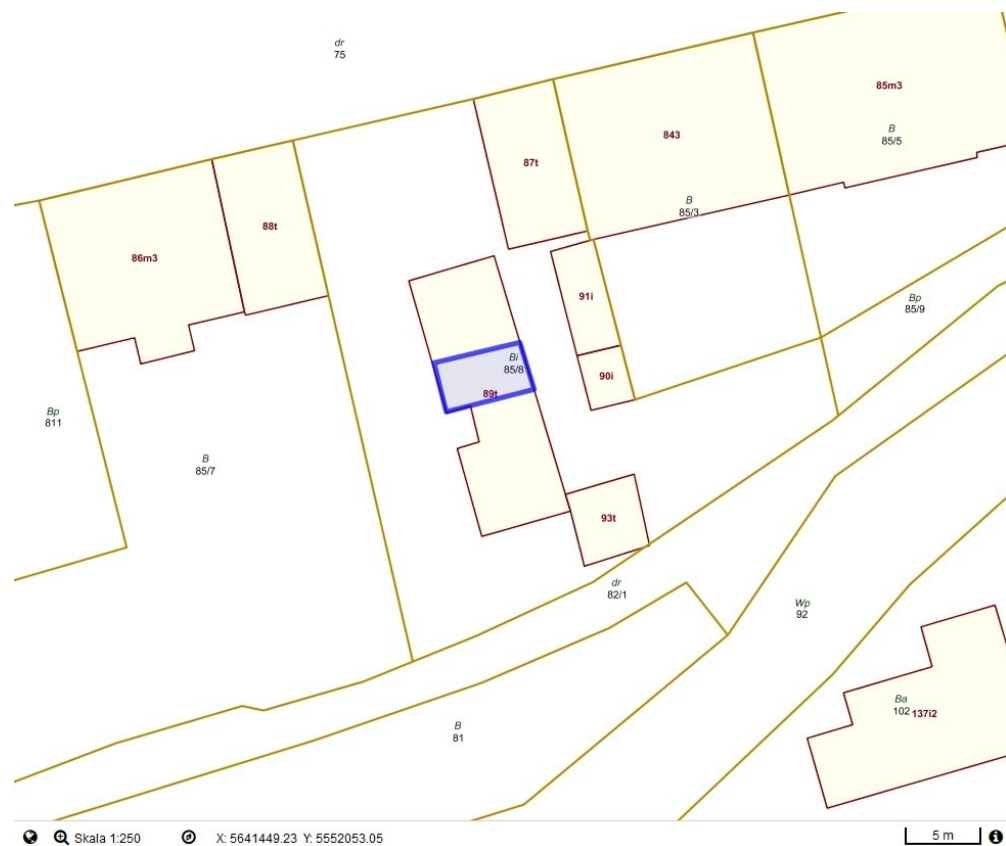 dr
75
85m3
B
85/5
843
87t
B
85/3
88t
86m3
91i
Bp
85/9
Bi
85/8
90i
89t
Bp
811
B
85/7
93t
dr
82/1
Wp
92
Ba
102 137i2
B
81
Skala 1:250 X: 5641449.23 Y: 5552053.05 5 m